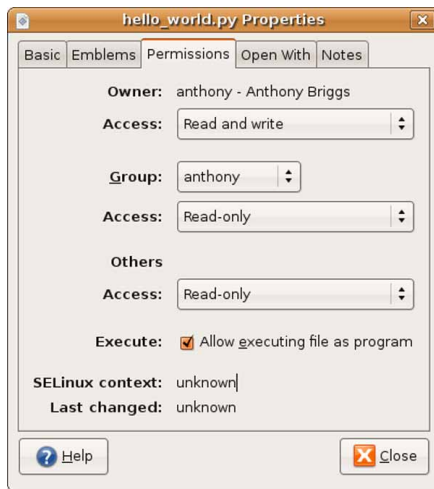 hello_world.py Properties
Basic Emblems Permissions Open With Notes
Owner: anthony - Anthony Briggs
Access: Read and write
Group: anthony
Access: Read-only
Others
Access: Read-only
Execute: Allow executing file as program
SELinux context: unknown
Last changed: unknown
Help Close